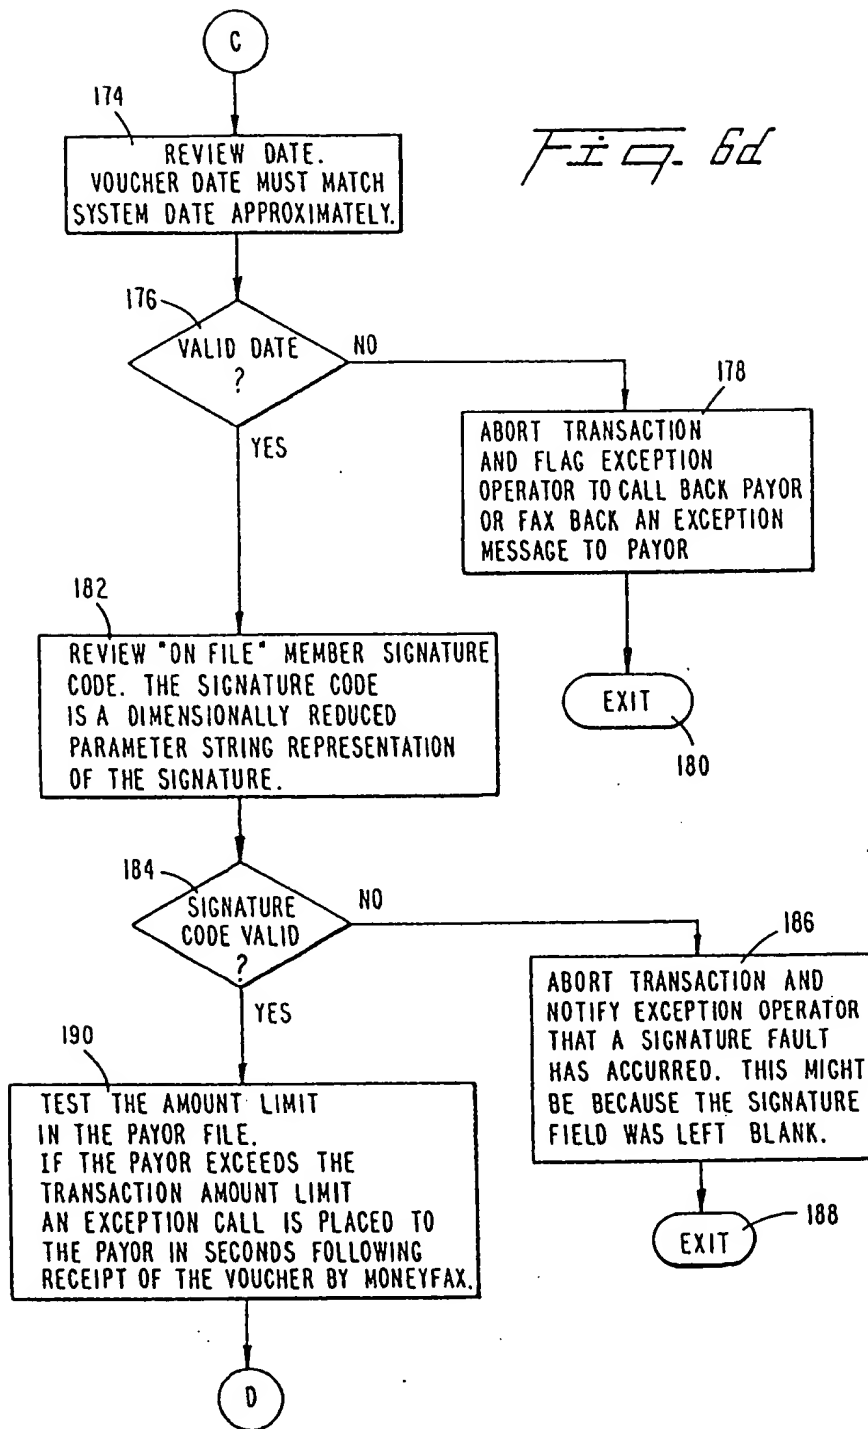 C
174
REVIEW DATE.
VOUCHER DATE MUST MATCH
SYSTEM DATE APPROXIMATELY.
Fig. 6d
176
VALID DATE
?
NO
YES
178
ABORT TRANSACTION
AND FLAG EXCEPTION
OPERATOR TO CALL BACK PAYOR
OR FAX BACK AN EXCEPTION
MESSAGE TO PAYOR
EXIT
180
182
REVIEW "ON FILE" MEMBER SIGNATURE
CODE. THE SIGNATURE CODE
IS A DIMENSIONALLY REDUCED
PARAMETER STRING REPRESENTATION
OF THE SIGNATURE.
184
SIGNATURE
CODE VALID
?
NO
YES
186
ABORT TRANSACTION AND
NOTIFY EXCEPTION OPERATOR
THAT A SIGNATURE FAULT
HAS ACCURRED. THIS MIGHT
BE BECAUSE THE SIGNATURE
FIELD WAS LEFT BLANK.
EXIT
188
190
TEST THE AMOUNT LIMIT
IN THE PAYOR FILE.
IF THE PAYOR EXCEEDS THE
TRANSACTION AMOUNT LIMIT
AN EXCEPTION CALL IS PLACED TO
THE PAYOR IN SECONDS FOLLOWING
RECEIPT OF THE VOUCHER BY MONEYFAX.
D